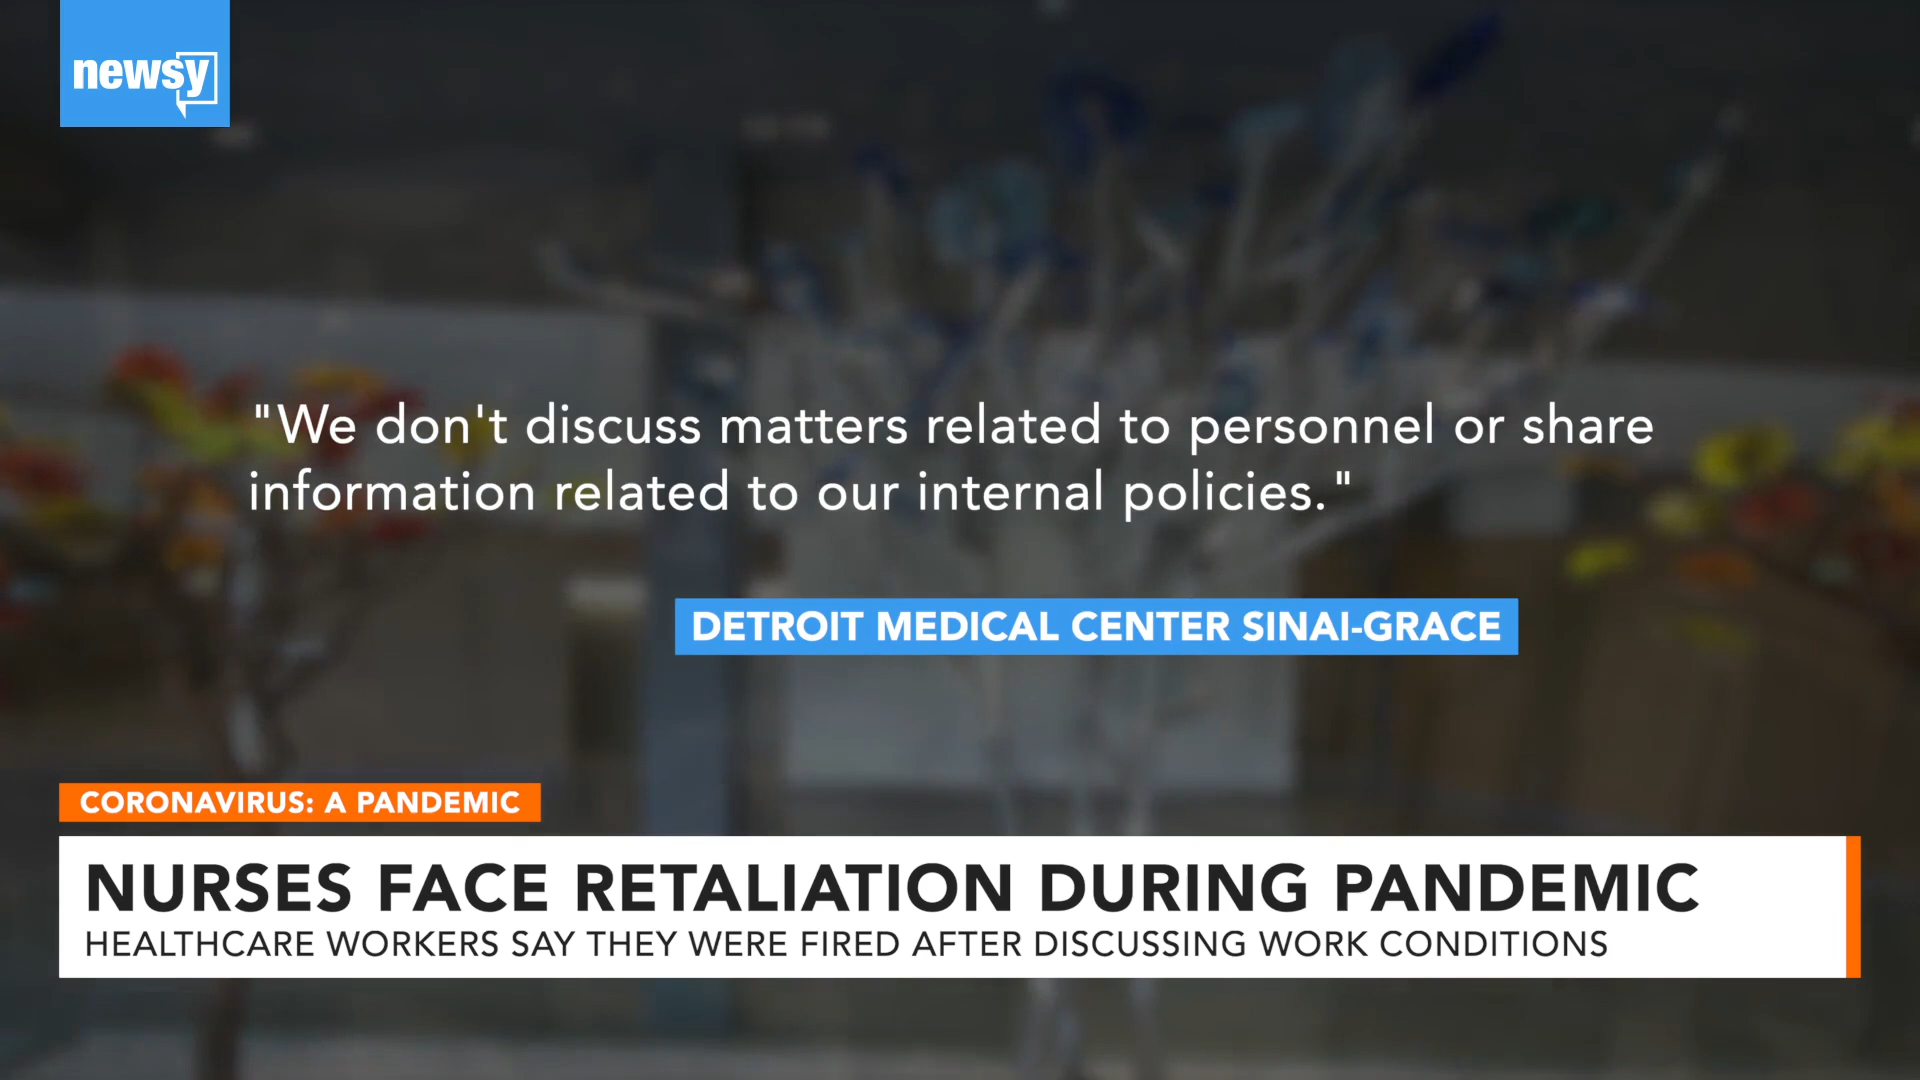 newsy
"We don't discuss matters related to personnel or share
information related to our internal policies."
DETROIT MEDICAL CENTER SINAI-GRACE
CORONAVIRUS: A PANDEMIC
NURSES FACE RETALIATION DURING PANDEMIC
HEALTHCARE WORKERS SAY THEY WERE FIRED AFTER DISCUSSING WORK CONDITIONS